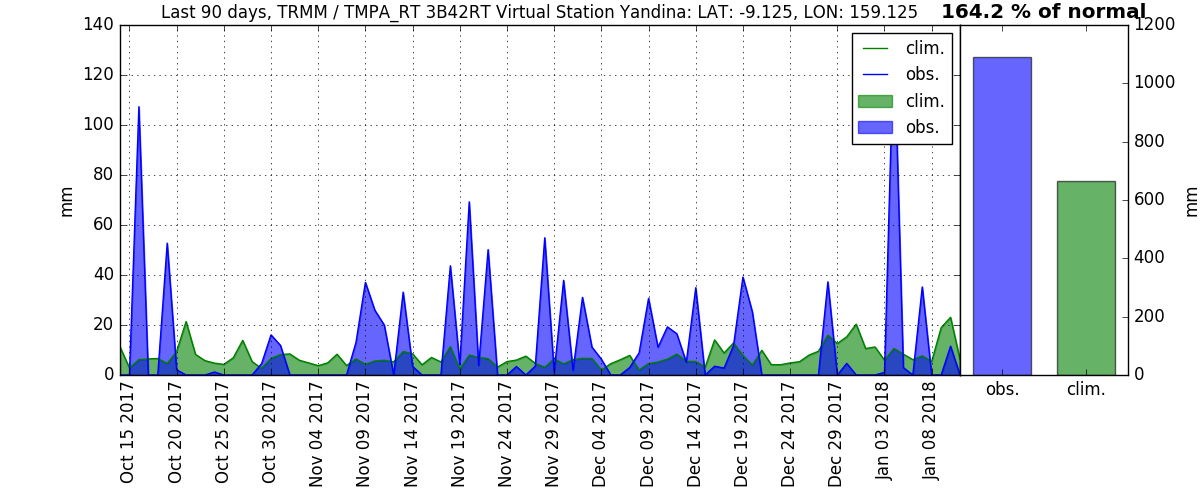 Last 90 days, TRMM / TMPA_RT 3B42RT Virtual Station Yandina: LAT: -9.125, LON: 159.125
164.2 % of normal
140
120
100
80
60
40
20
0
mm
clim.
obs.
clim.
obs.
1200
1000
800
600
400
200
0
mm
Oct 15 2017
Oct 20 2017
Oct 25 2017
Oct 30 2017
Nov 04 2017
Nov 09 2017
Nov 14 2017
Nov 19 2017
Nov 24 2017
Nov 29 2017
Dec 04 2017
Dec 09 2017
Dec 14 2017
Dec 19 2017
Dec 24 2017
Dec 29 2017
Jan 03 2018
Jan 08 2018
obs.
clim.